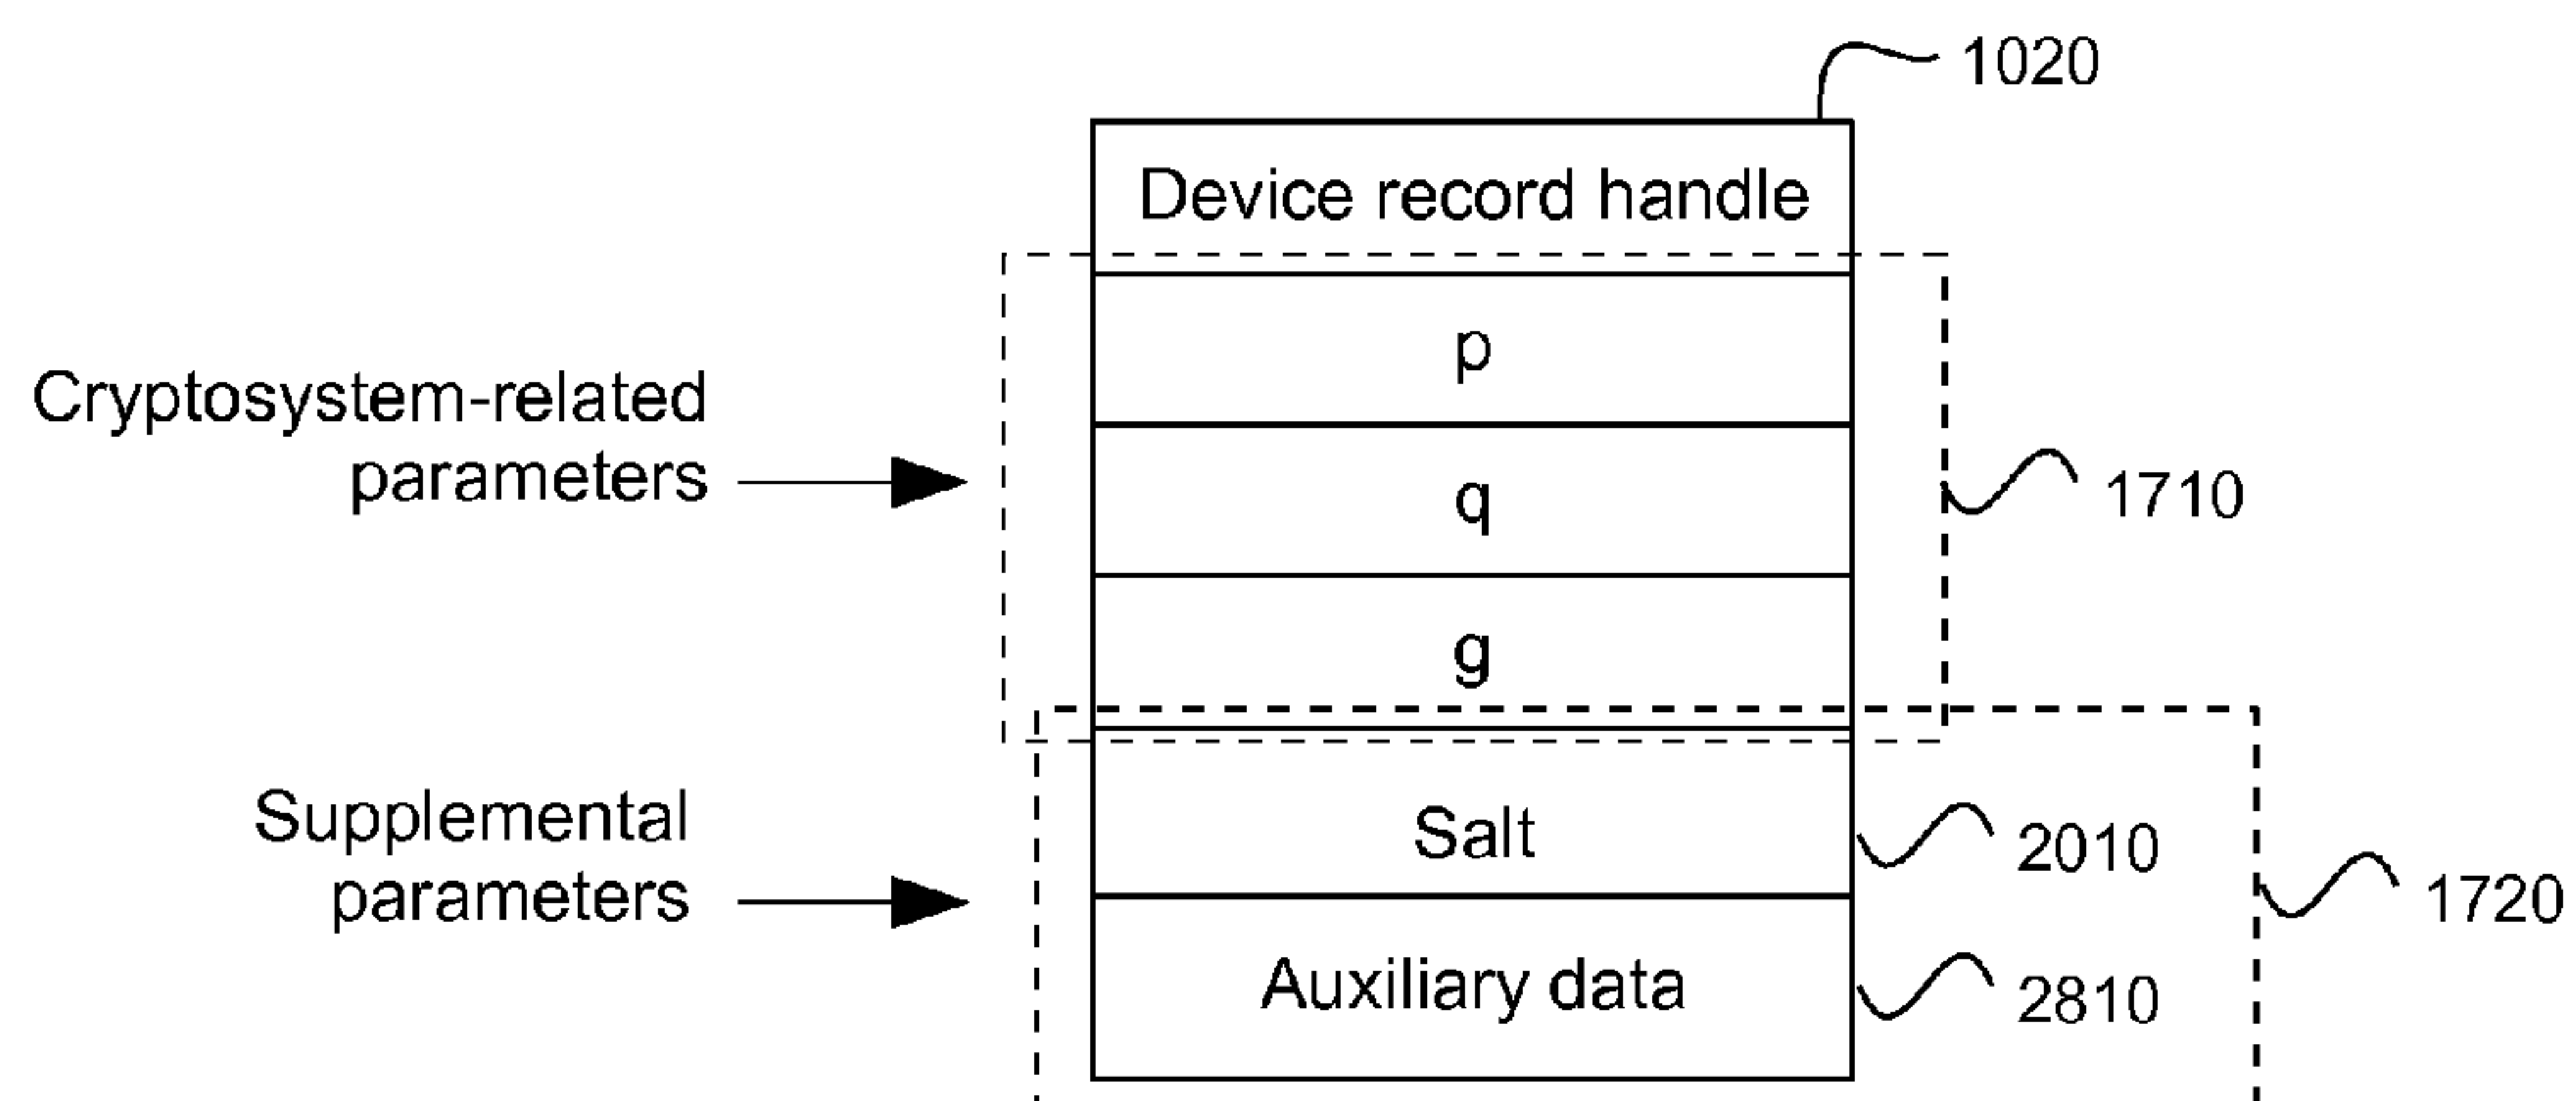 1020
Device record handle
p
Cryptosystem-related
parameters
q
1710
g
Supplemental
parameters
Salt
2010
1720
Auxiliary data
2810